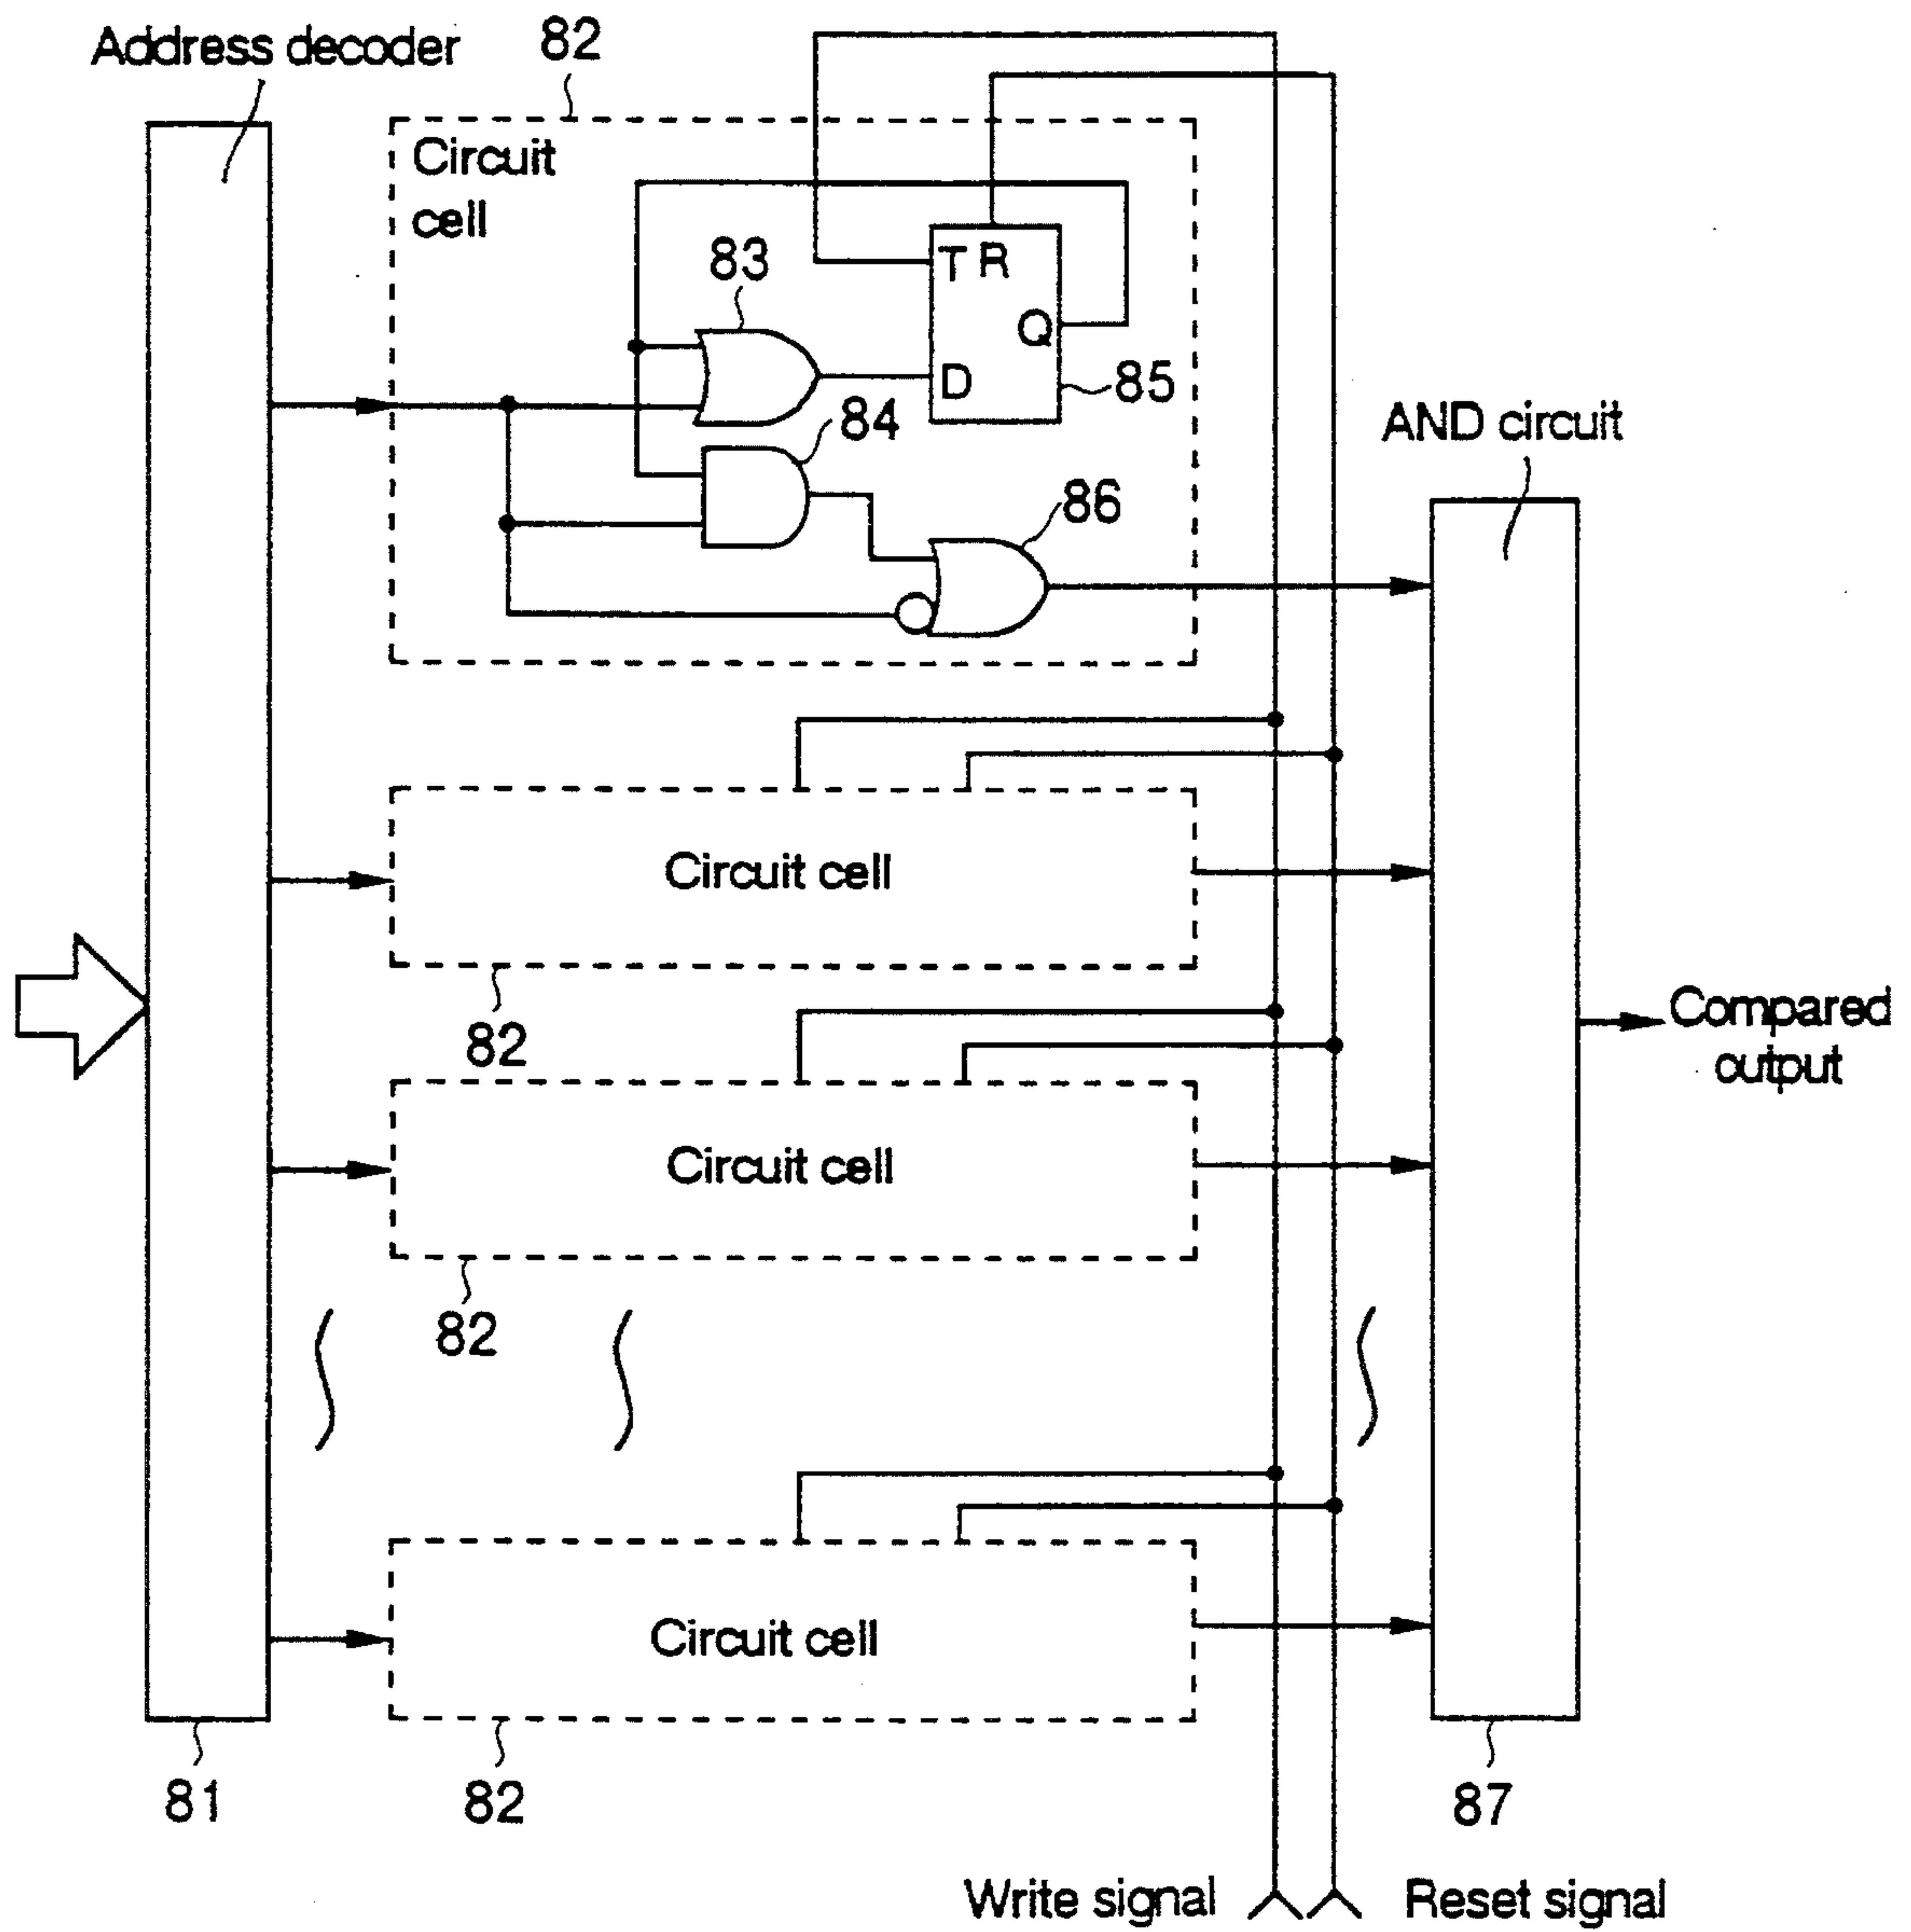 Address decoder
82
Circuit
cell
83
T R
Q
D
85
84
AND circuit
86
Circuit cell
82
Compared
output
Circuit cell
82
Circuit cell
81
82
87
Write signal
Reset signal